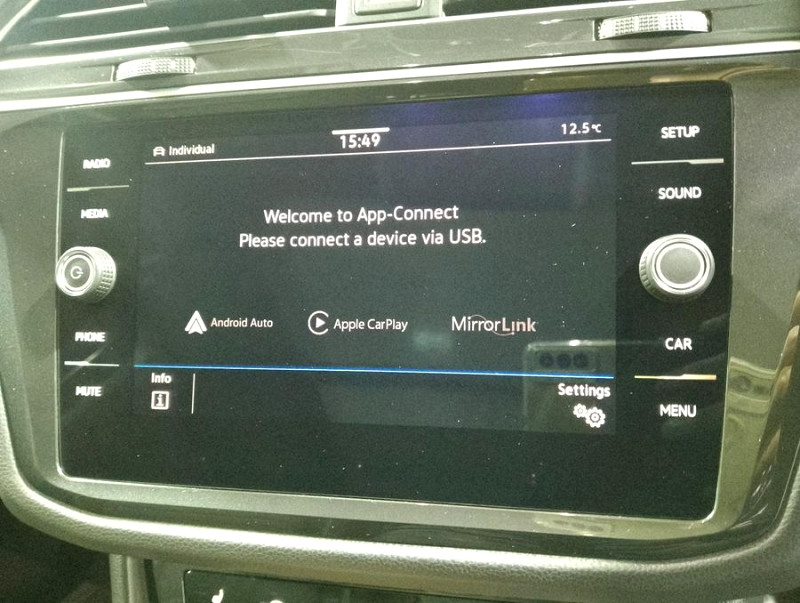 Individual
15:49
12.5°C
RADIO
MEDIA
PHONE
MUTE
Welcome to App-Connect
Please connect a device via USB.
Android Auto
Apple CarPlay
MirrorLink
Info
i
Settings
SETUP
SOUND
CAR
MENU